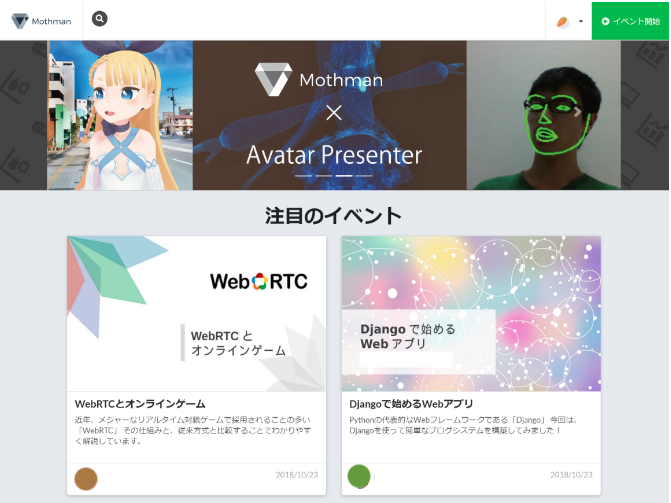 Mothman
イベント開始
Mothman
×
Avatar Presenter
注目のイベント
WebRTC
WebRTC と
オンラインゲーム
Django で始める
Web アプリ
WebRTCとオンラインゲーム
近年、メジャーなリアルタイム対戦ゲームで採用されることの多い
「WebRTC」 その仕組みと、従来方式と比較することでわかりやす
く解説しています。
2018/10/23
Djangoで始めるWebアプリ
Pythonの代表的なWebフレームワークである「Django」 今回は、
Djangoを使って簡単なブログシステムを構築してみました！
2018/10/23